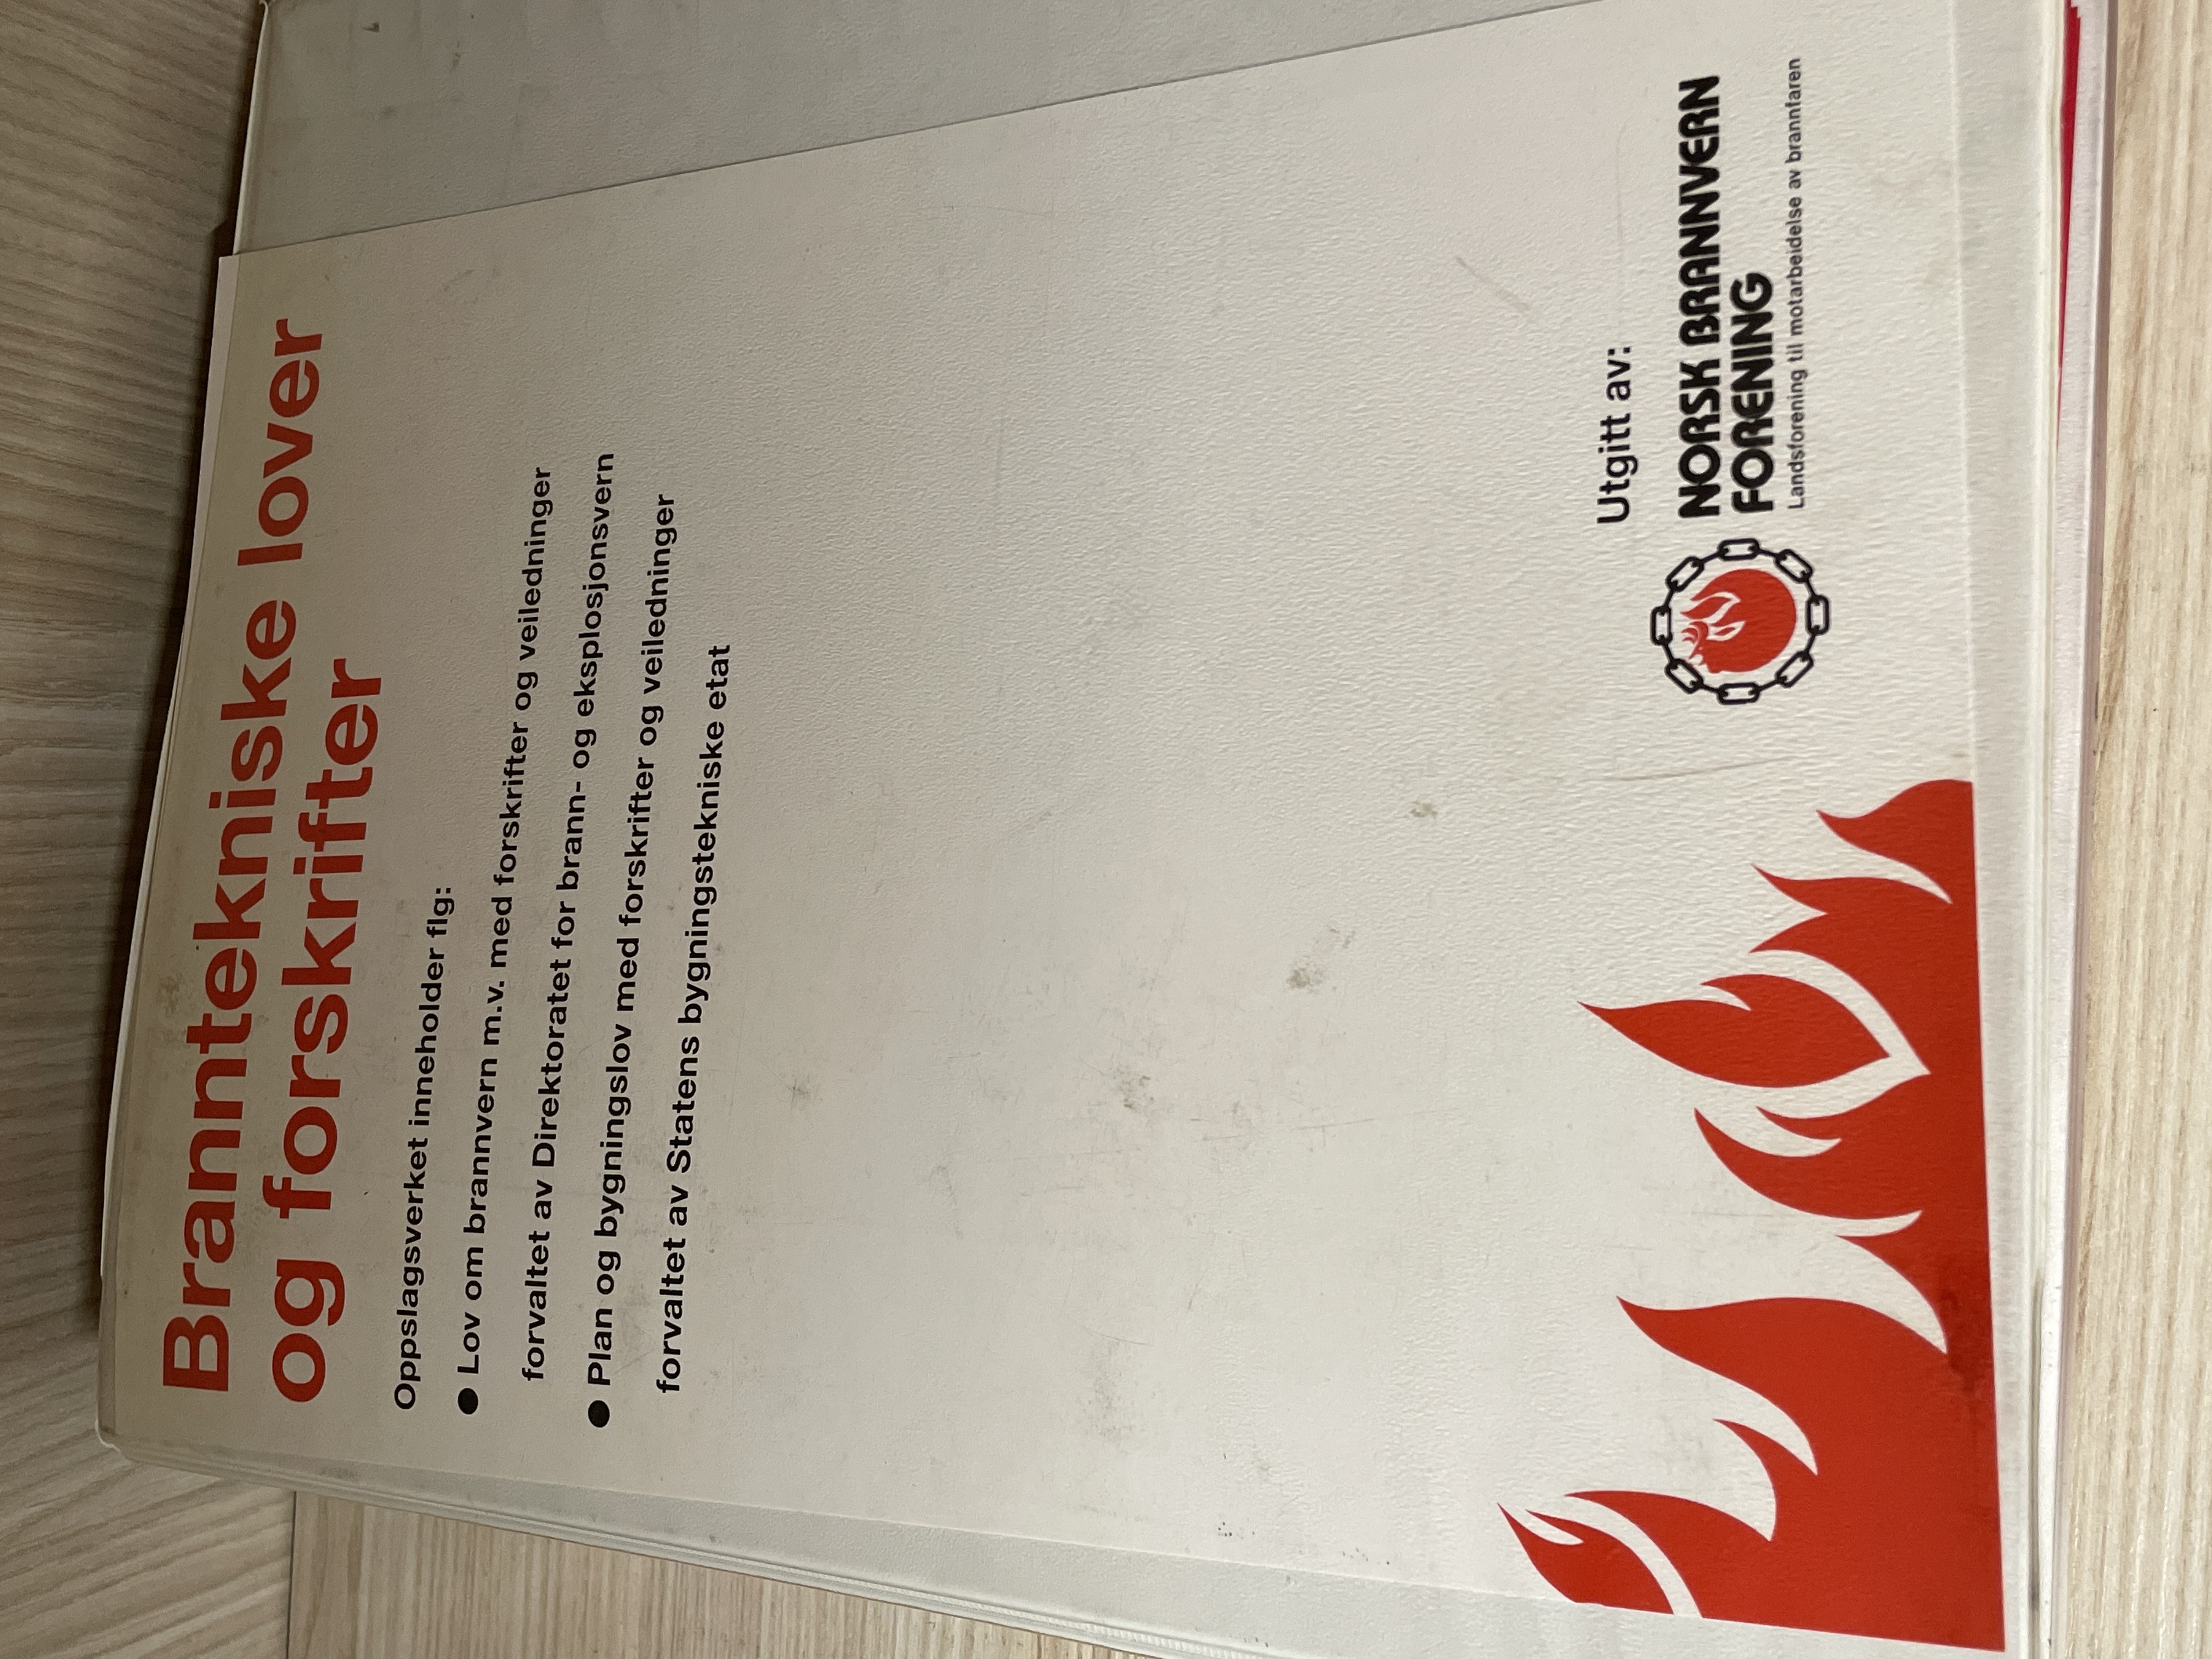 Branntekniske lover
og forskrifter
Oppslagsverket inneholder flg:
● Lov om brannvern m.v. med forskrifter og veiledninger
forvaltet av Direktoratet for brann- og eksplosjonsvern
● Plan og bygningslov med forskrifter og veiledninger
forvaltet av Statens bygningstekniske etat
Utgitt av:
NORSK BRANNVERN
FORENING
Landsforening til motarbeidelse av brannfaren